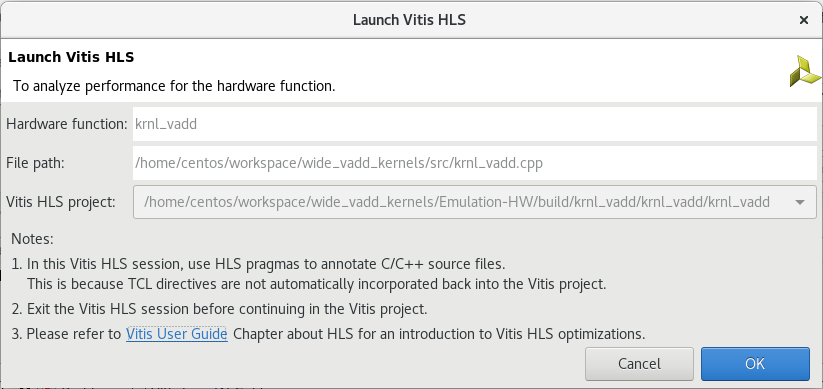 Launch Vitis HLS
Launch Vitis HLS
To analyze performance for the hardware function.
Hardware function: krnl_vadd
File path: /home/centos/workspace/wide_vadd_kernels/src/krnl_vadd.cpp
Vitis HLS project: /home/centos/workspace/wide_vadd_kernels/Emulation-HW/build/krnl_vadd/krnl_vadd/krnl_vadd
Notes:
1. In this Vitis HLS session, use HLS pragmas to annotate C/C++ source files.
This is because TCL directives are not automatically incorporated back into the Vitis project.
2. Exit the Vitis HLS session before continuing in the Vitis project.
3. Please refer to Vitis User Guide Chapter about HLS for an introduction to Vitis HLS optimizations.
Cancel OK